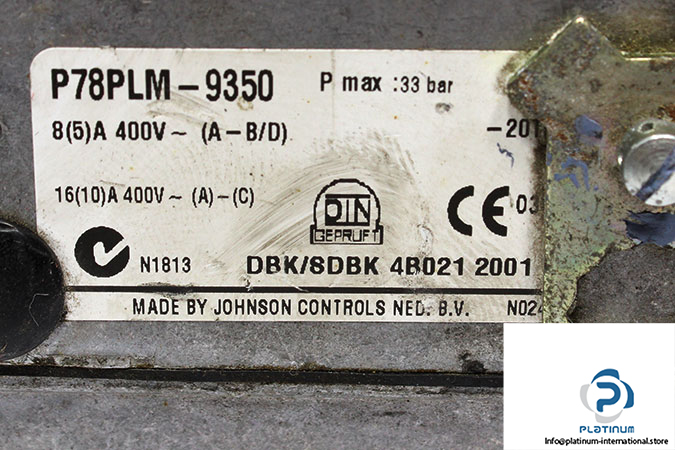 P78PLM-9350 P max :33 bar
8(5)A 400V~ (A-B/D) -20T
16(10)A 400V~ (A)-(C)
DIN
GEPRÜFT
CE 03
N1813 DBK/SDBK 4B021 2001
MADE BY JOHNSON CONTROLS NED. B.V. N024
P
PLATINUM
Info@platinum-international.store